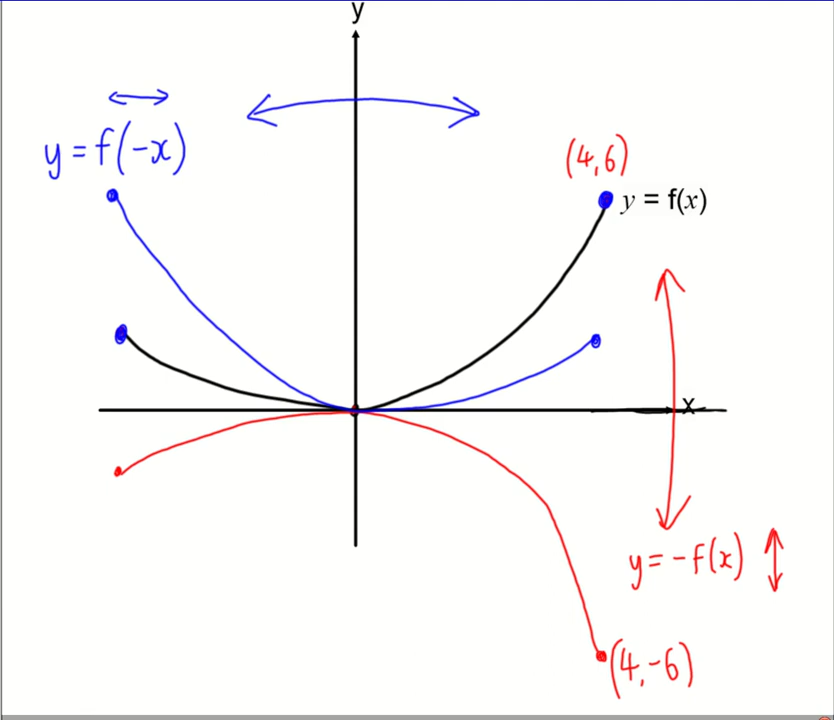 y
y = f(-x)
(4,6)
y = f(x)
x
y = -f(x)
(4,-6)